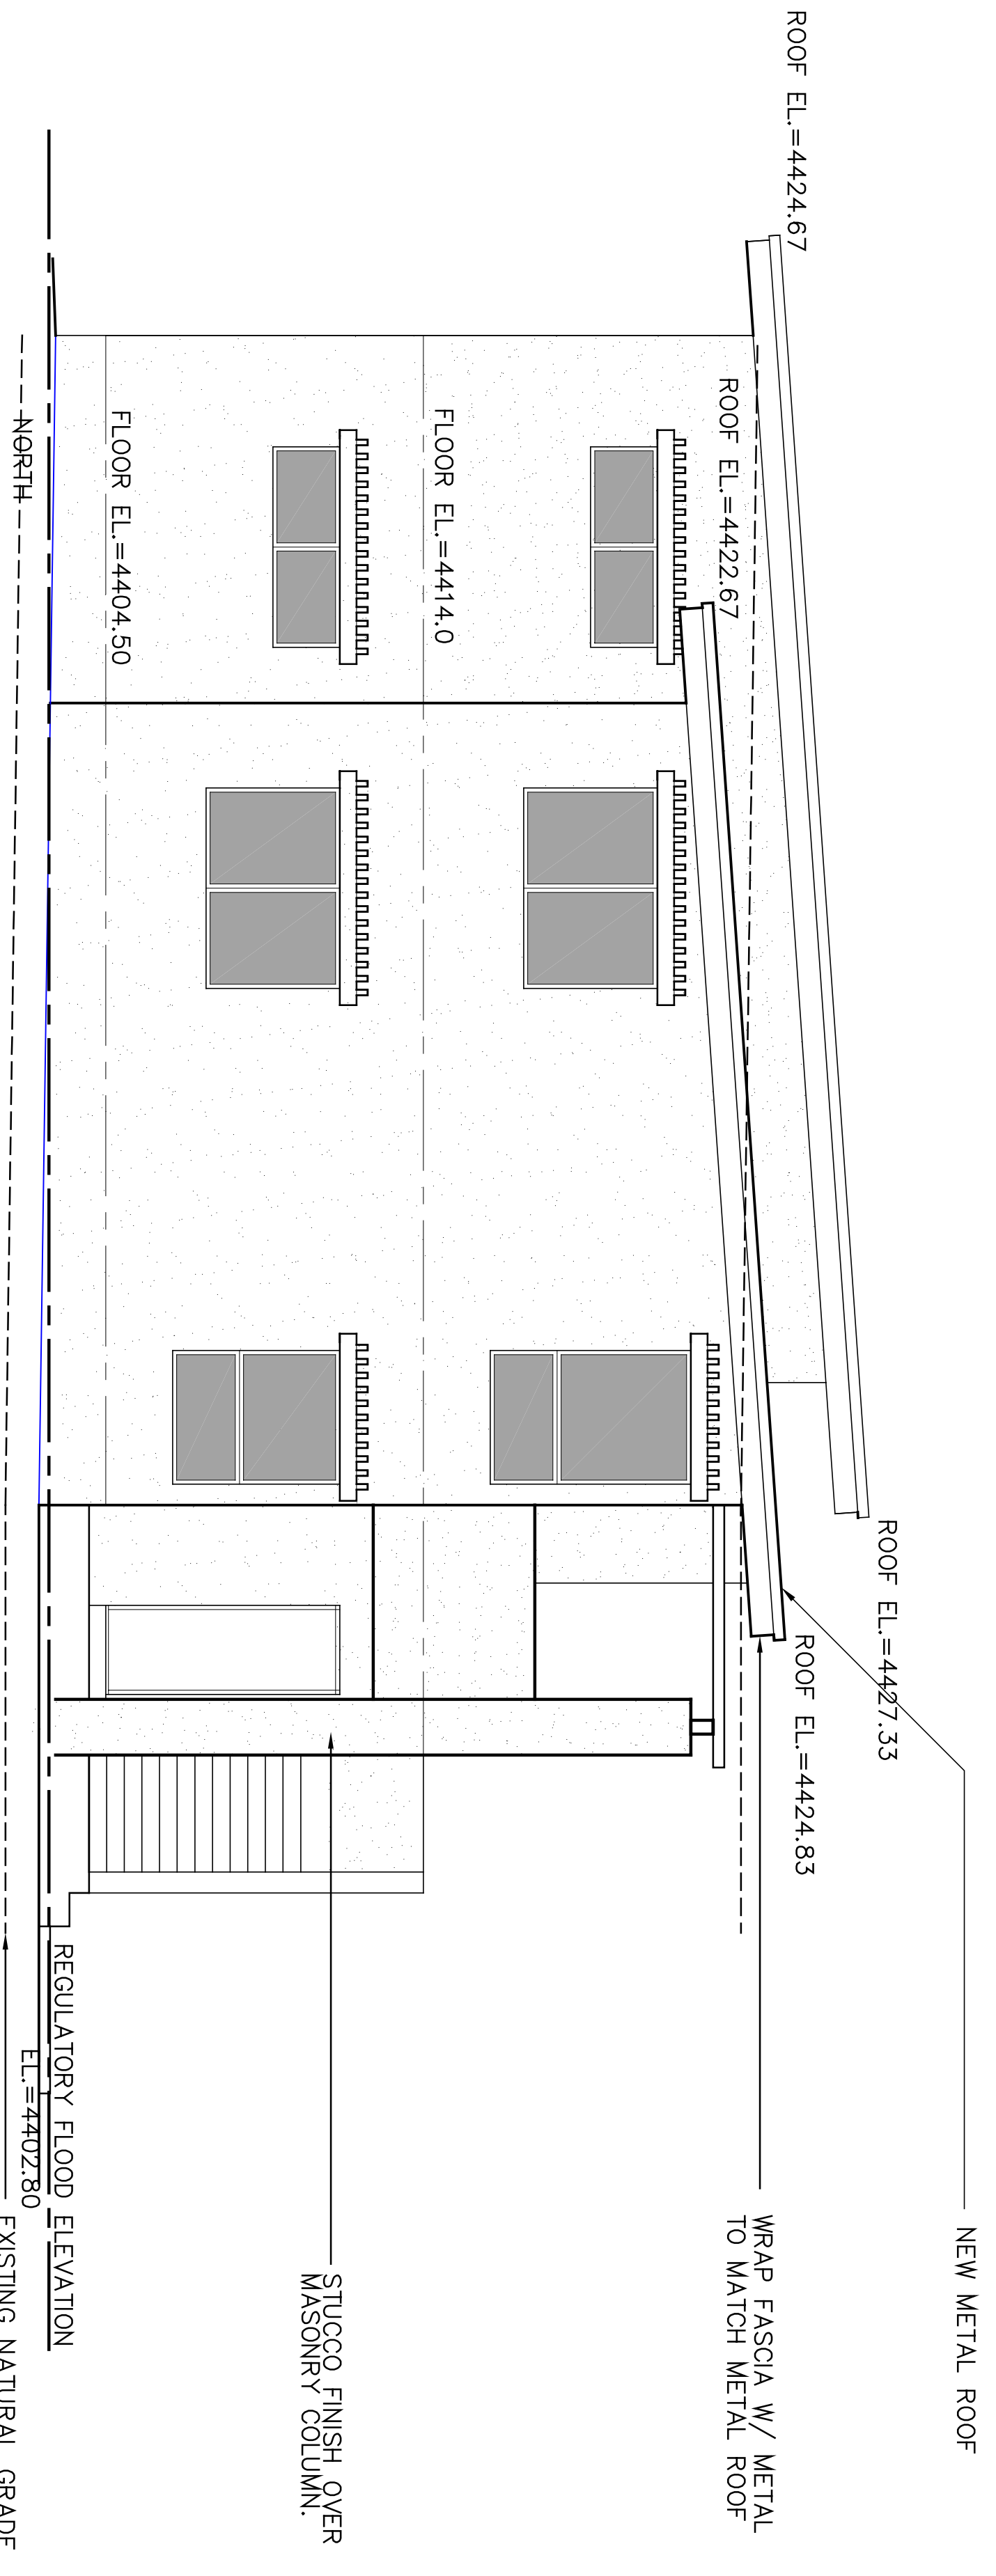 NEW METAL ROOF
ROOF EL.=4427.33
ROOF EL.=4424.67
ROOF EL.=4424.83
WRAP FASCIA W/ METAL
TO MATCH METAL ROOF
ROOF EL.=4422.67
FLOOR EL.=4414.0
STUCCO FINISH OVER
MASONRY COLUMN.
FLOOR EL.=4404.50
REGULATORY FLOOD ELEVATION
EL.=4402.80
NORTH
EXISTING NATURAL GRADE